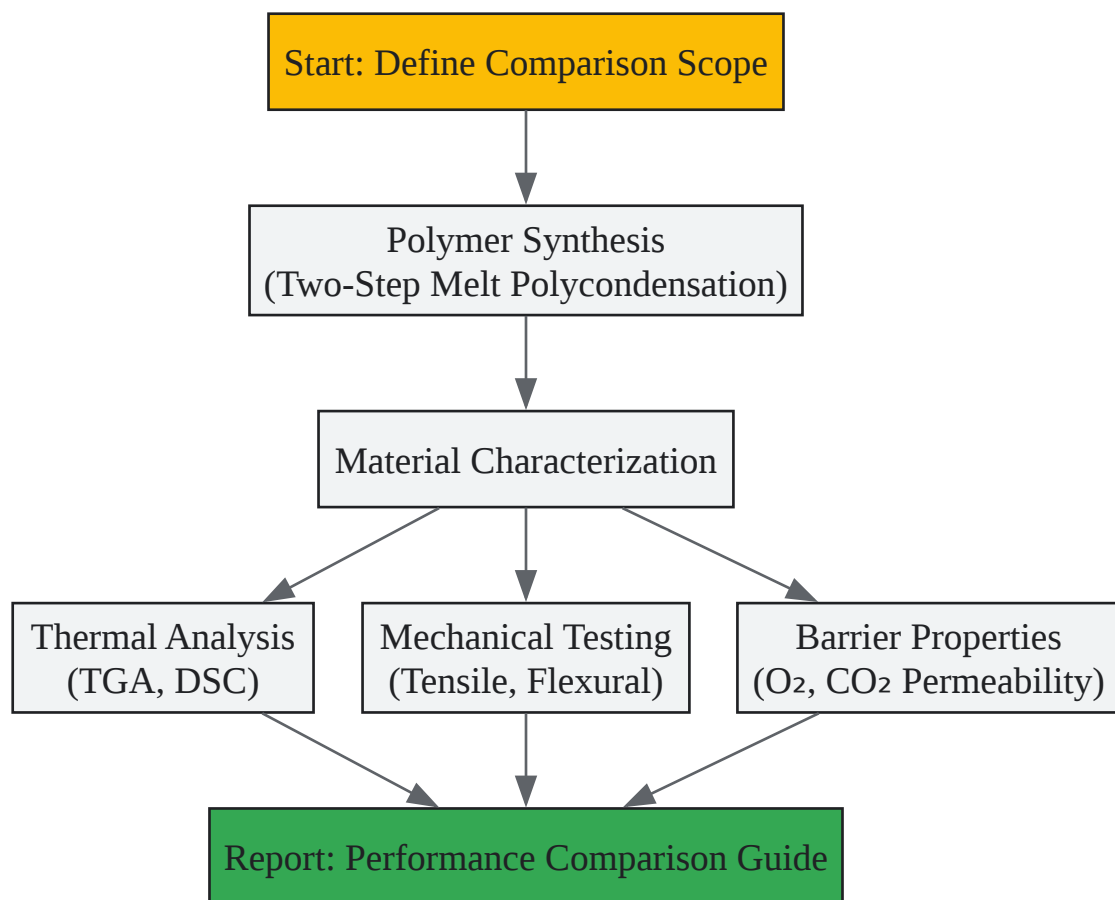 Start: Define Comparison Scope
Polymer Synthesis
(Two-Step Melt Polycondensation)
Material Characterization
Thermal Analysis
(TGA, DSC)
Mechanical Testing
(Tensile, Flexural)
Barrier Properties
(O₂, CO₂ Permeability)
Report: Performance Comparison Guide